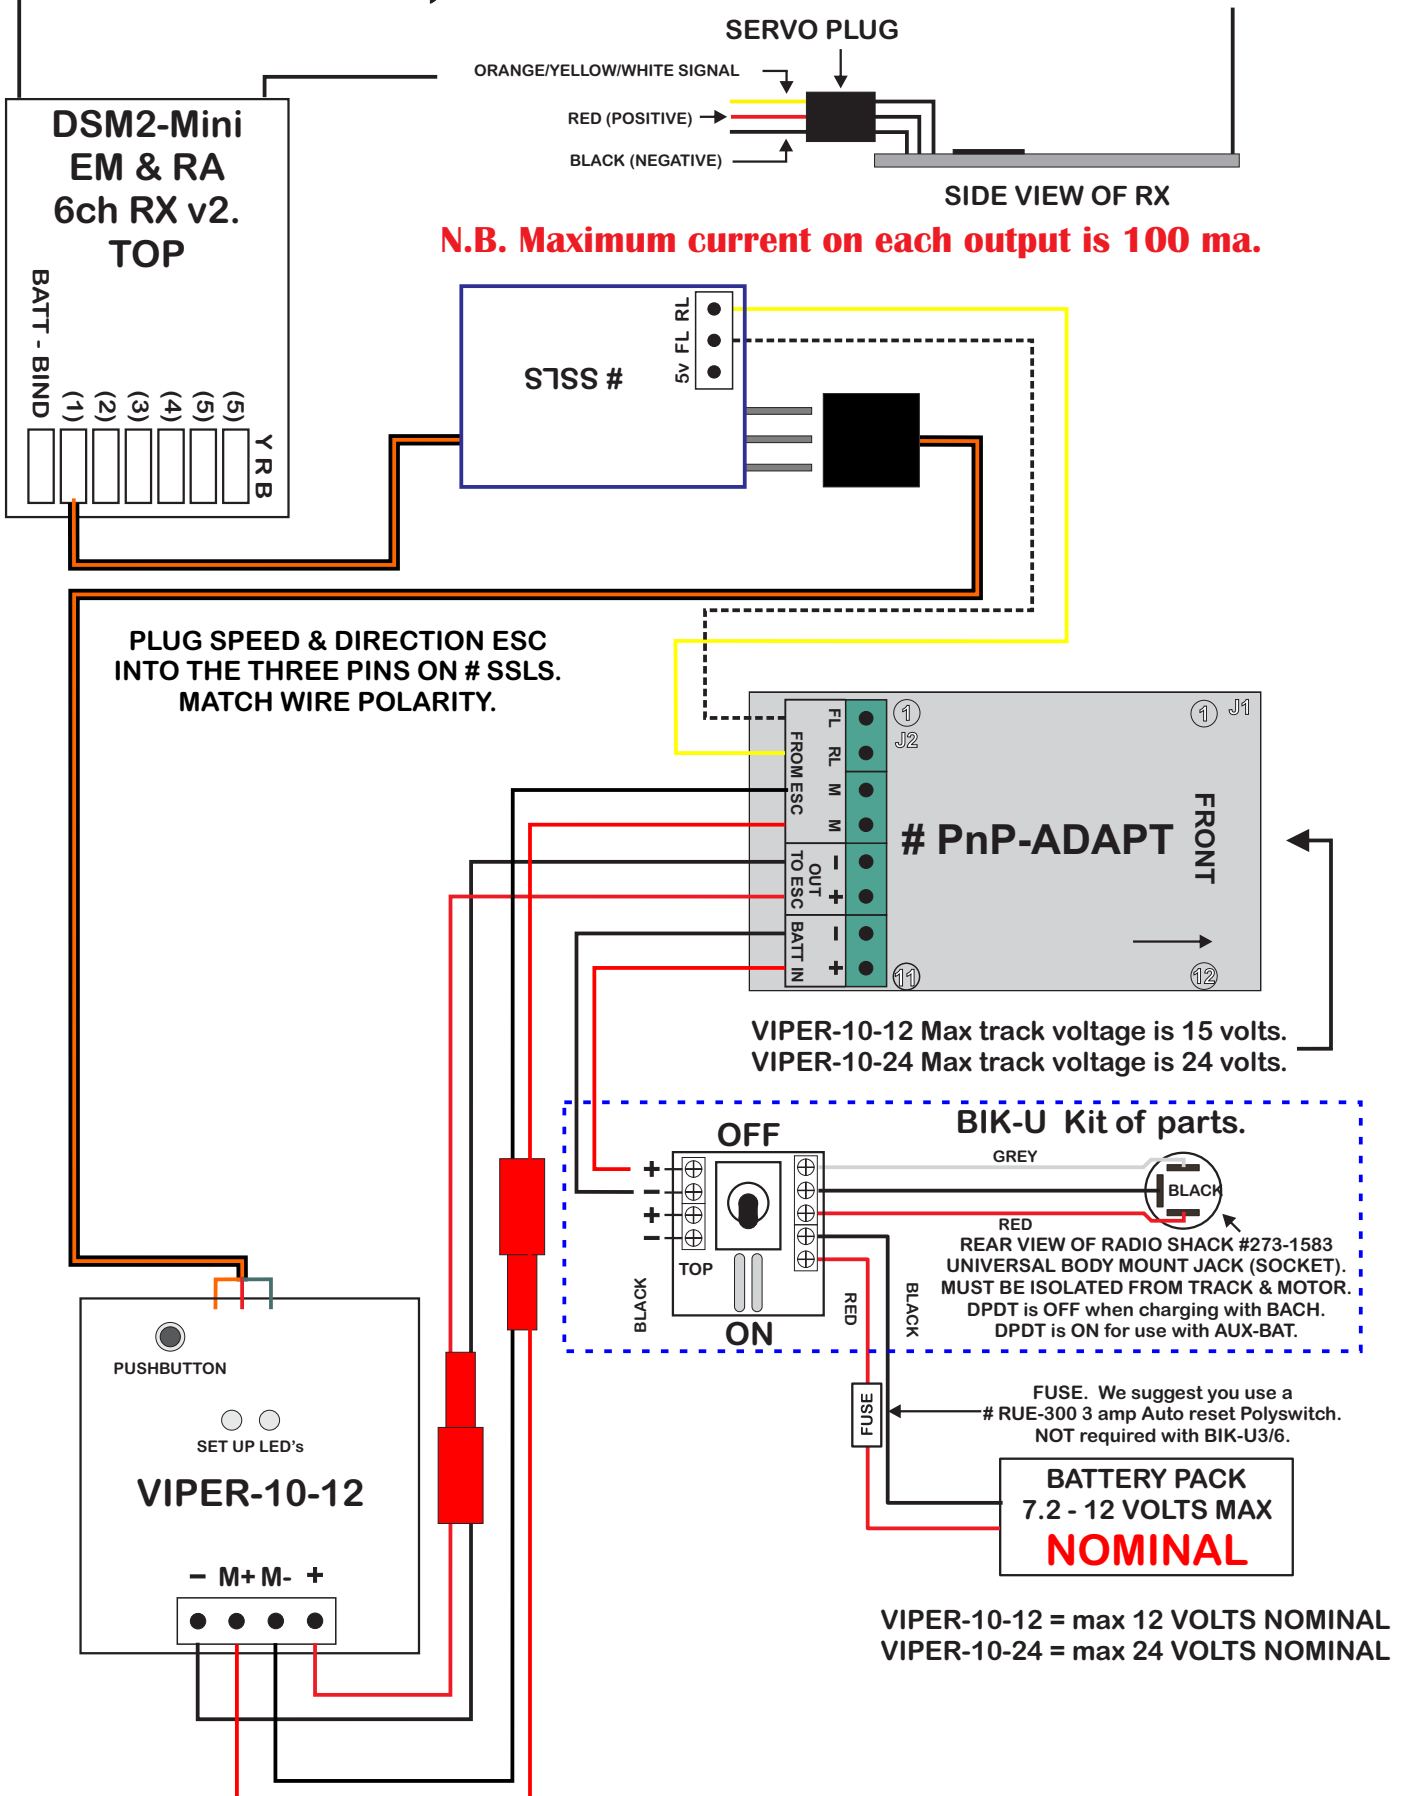 SERVO PLUG
ORANGE/YELLOW/WHITE SIGNAL
RED (POSITIVE)
BLACK (NEGATIVE)
SIDE VIEW OF RX
N.B. Maximum current on each output is 100 ma.
DSM2-Mini
EM & RA
6ch RX v2.
TOP
BATT - BIND
(1)
(2)
(3)
(4)
(5)
(5)
Y R B
# SSLS
5v FL RL
PLUG SPEED & DIRECTION ESC
INTO THE THREE PINS ON # SSLS.
MATCH WIRE POLARITY.
FROM ESC
FL
RL
M
M
TO ESC
OUT
-
+
BATT IN
-
+
1
J2
11
1
J1
12
# PnP-ADAPT
FRONT
VIPER-10-12 Max track voltage is 15 volts.
VIPER-10-24 Max track voltage is 24 volts.
BIK-U Kit of parts.
OFF
+
-
+
-
TOP
ON
BLACK
GREY
BLACK
RED
RED
BLACK
REAR VIEW OF RADIO SHACK #273-1583
UNIVERSAL BODY MOUNT JACK (SOCKET).
MUST BE ISOLATED FROM TRACK & MOTOR.
DPDT is OFF when charging with BACH.
DPDT is ON for use with AUX-BAT.
FUSE
FUSE. We suggest you use a
# RUE-300 3 amp Auto reset Polyswitch.
NOT required with BIK-U3/6.
BATTERY PACK
7.2 - 12 VOLTS MAX
NOMINAL
VIPER-10-12 = max 12 VOLTS NOMINAL
VIPER-10-24 = max 24 VOLTS NOMINAL
PUSHBUTTON
SET UP LED's
VIPER-10-12
- M+ M- +